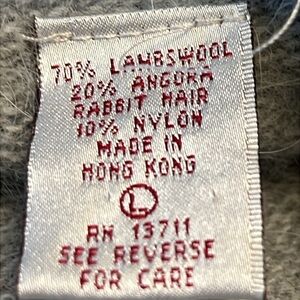 70% LAMBSWOOL
20% ANGORA
RABBIT HAIR
10% NYLON
MADE IN
HONG KONG
L
RN 13711
SEE REVERSE
FOR CARE